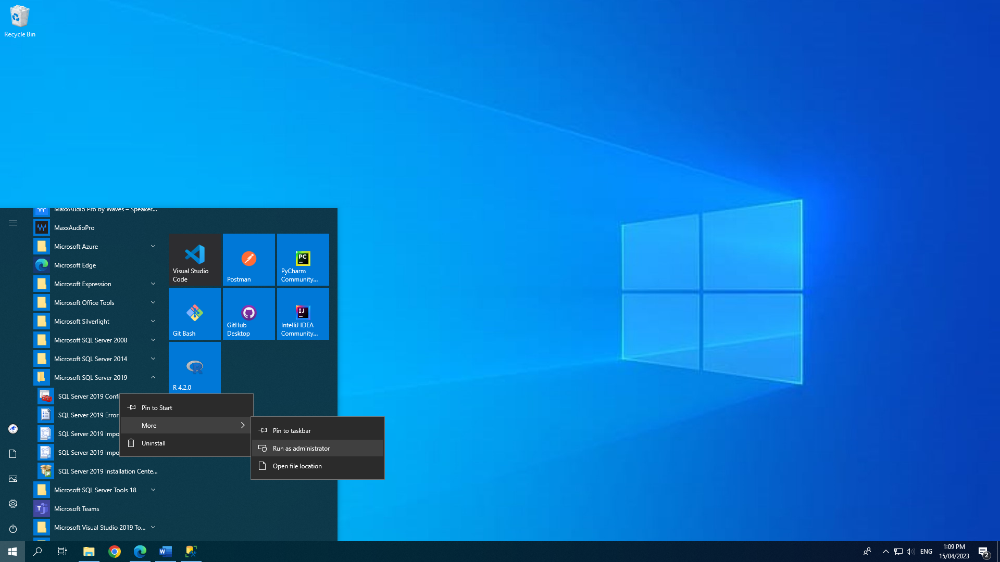 Recycle Bin
MaxxAudio Pro by Waves – Speaker...
MaxxAudioPro
Microsoft Azure
Microsoft Edge
Microsoft Expression
Microsoft Office Tools
Microsoft Silverlight
Microsoft SQL Server 2008
Microsoft SQL Server 2014
Microsoft SQL Server 2019
SQL Server 2019 Confi
SQL Server 2019 Error
SQL Server 2019 Impo
SQL Server 2019 Impo
SQL Server 2019 Installation Cente...
Microsoft SQL Server Tools 18
Microsoft Teams
Microsoft Visual Studio 2019 To...
Visual Studio
Code
Postman
PC
PyCharm
Community...
Git Bash
GitHub
Desktop
IJ
IntelliJ IDEA
Community...
R 4.2.0
Pin to Start
More
Uninstall
Pin to taskbar
Run as administrator
Open file location
ENG
1:09 PM
15/04/2023
2